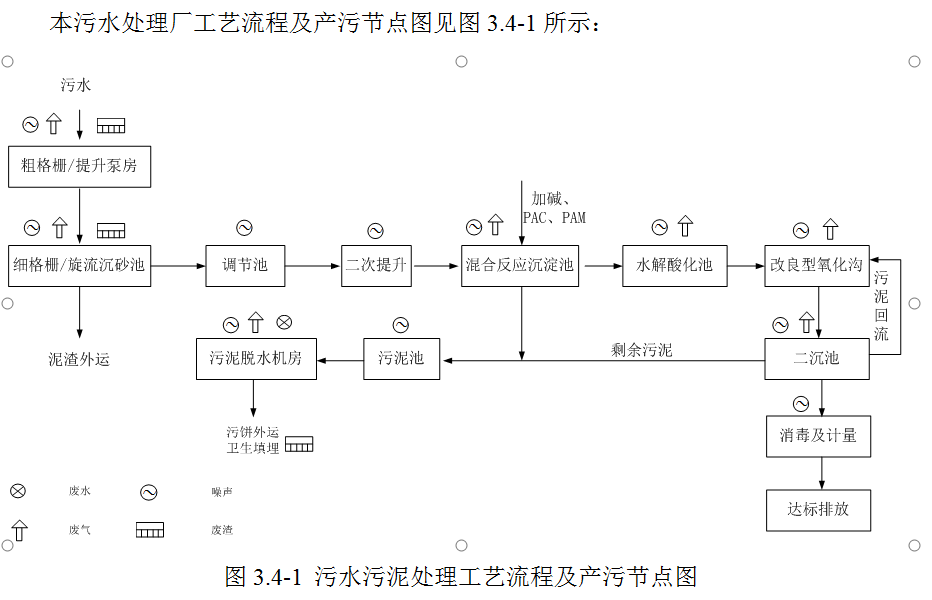 本污水处理厂工艺流程及产污节点图见图 3.4-1 所示：
污水
粗格栅/提升泵房
加碱、
PAC、PAM
细格栅/旋流沉砂池
调节池
二次提升
混合反应沉淀池
水解酸化池
改良型氧化沟
污泥回流
泥渣外运
污泥脱水机房
污泥池
剩余污泥
二沉池
污饼外运
卫生填埋
消毒及计量
达标排放
废水
噪声
废气
废渣
图 3.4-1 污水污泥处理工艺流程及产污节点图